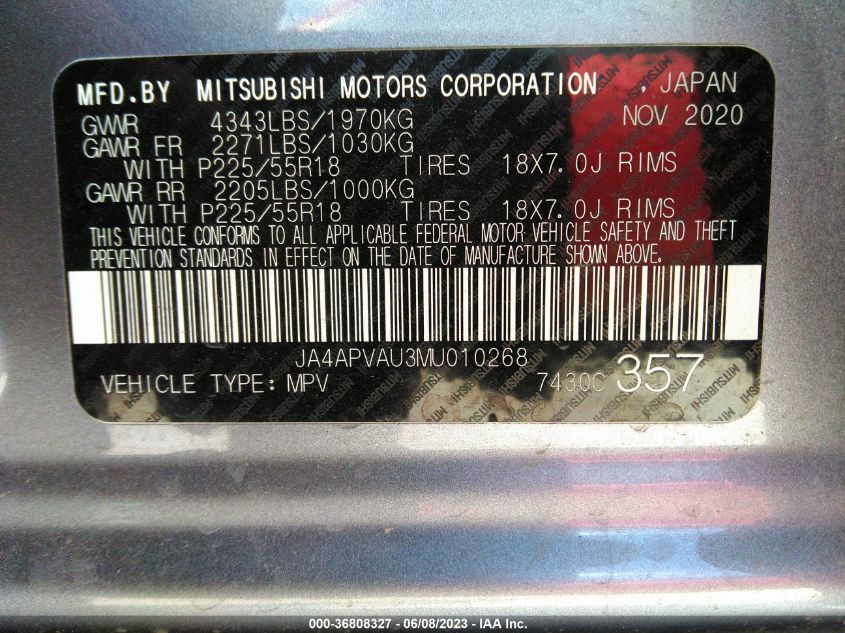 MFD.BY MITSUBISHI MOTORS CORPORATION , JAPAN
GVWR 4343LBS/1970KG NOV 2020
GAWR FR 2271LBS/1030KG
WITH P225/55R18 TIRES 18X7.0J RIMS
GAWR RR 2205LBS/1000KG
WITH P225/55R18 TIRES 18X7.0J RIMS
THIS VEHICLE CONFORMS TO ALL APPLICABLE FEDERAL MOTOR VEHICLE SAFETY AND THEFT
PREVENTION STANDARDS IN EFFECT ON THE DATE OF MANUFACTURE SHOWN ABOVE.
JA4APVAU3MU010268
VEHICLE TYPE: MPV 7430C 357
000-36808327 - 06/08/2023 - IAA Inc.